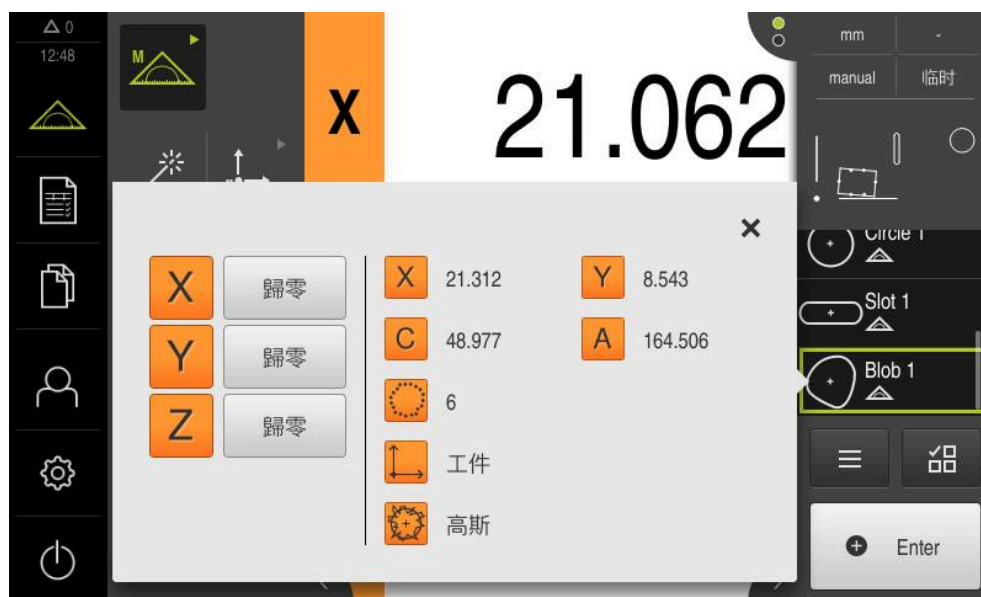 0
12:48
M
X
21.062
mm
-
manual
临时
X
歸零
Y
歸零
Z
歸零
X
21.312
Y
8.543
C
48.977
A
164.506
6
工件
高斯
Circle 1
Slot 1
Blob 1
Enter